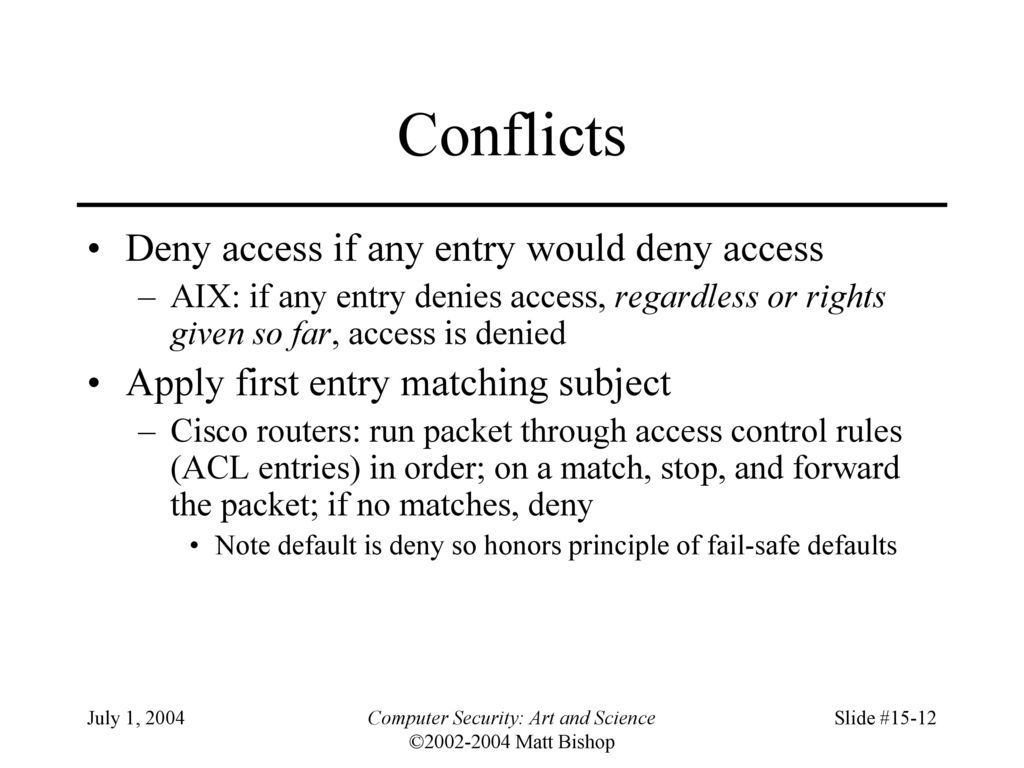 Conflicts
• Deny access if any entry would deny access
– AIX: if any entry denies access, regardless or rights
given so far, access is denied
• Apply first entry matching subject
– Cisco routers: run packet through access control rules
(ACL entries) in order; on a match, stop, and forward
the packet; if no matches, deny
• Note default is deny so honors principle of fail-safe defaults
July 1, 2004
Computer Security: Art and Science
©2002-2004 Matt Bishop
Slide #15-12